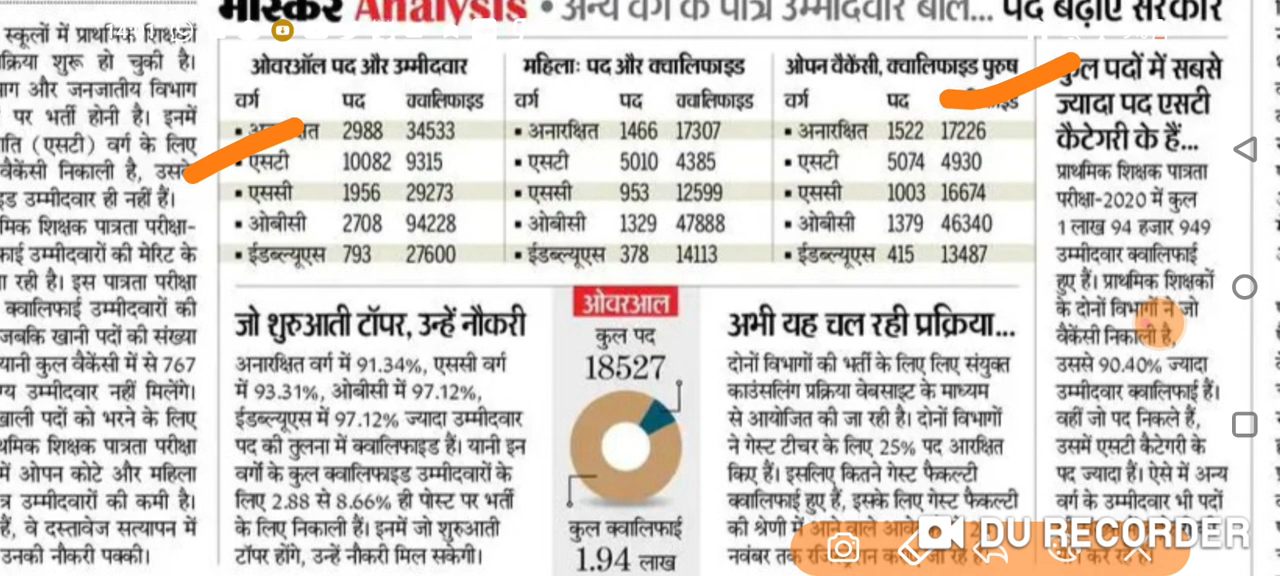 भास्कर Analysis • अन्य वर्ग के पात्र उम्मीदवार बोले... पद बढ़ाए सरकार
स्कूलों में प्राथमिक शिक्षकों
क्रिया शुरू हो चुकी है।
भाग और जनजातीय विभाग
पर भर्ती होनी है। इनमें
जाति (एसटी) वर्ग के लिए
वैकेंसी निकाली है, उसके
इड उम्मीदवार ही नहीं हैं।
थमिक शिक्षक पात्रता परीक्षा-
फाई उम्मीदवारों की मेरिट के
रही है। इस पात्रता परीक्षा
क्वालिफाई उम्मीदवारों की
जबकि खानी पदों की संख्या
यानी कुल वैकेंसी में से 767
ग्य उम्मीदवार नहीं मिलेंगे।
खाली पदों को भरने के लिए
थमिक शिक्षक पात्रता परीक्षा
में ओपन कोटे और महिला
त्र उम्मीदवारों की कमी है।
हैं, वे दस्तावेज सत्यापन में
उनकी नौकरी पक्की।
ओवरऑल पद और उम्मीदवार
वर्ग पद क्वालिफाइड
▪ 2988 34533
▪ एसटी 10082 9315
▪ एससी 1956 29273
▪ ओबीसी 2708 94228
▪ ईडब्ल्यूएस 793 27600
महिलाः पद और क्वालिफाइड
वर्ग पद क्वालिफाइड
▪ अनारक्षित 1466 17307
▪ एसटी 5010 4385
▪ एससी 953 12599
▪ ओबीसी 1329 47888
▪ ईडब्ल्यूएस 378 14113
ओपन वैकेंसी, क्वालिफाइड पुरुष
वर्ग पद
▪ अनारक्षित 1522 17226
▪ एसटी 5074 4930
▪ एससी 1003 16674
▪ ओबीसी 1379 46340
▪ ईडब्ल्यूएस 415 13487
जो शुरुआती टॉपर, उन्हें नौकरी
अनारक्षित वर्ग में 91.34%, एससी वर्ग
में 93.31%, ओबीसी में 97.12%,
ईडब्ल्यूएस में 97.12% ज्यादा उम्मीदवार
पद की तुलना में क्वालिफाइड हैं। यानी इन
वर्गों के कुल क्वालिफाइड उम्मीदवारों के
लिए 2.88 से 8.66% ही पोस्ट पर भर्ती
के लिए निकाली हैं। इनमें जो शुरुआती
टॉपर होंगे, उन्हें नौकरी मिल सकेगी।
ओवरआल
कुल पद
18527
कुल क्वालिफाई
1.94 लाख
अभी यह चल रही प्रक्रिया...
दोनों विभागों की भर्ती के लिए लिए संयुक्त
काउंसलिंग प्रक्रिया वेबसाइट के माध्यम
से आयोजित की जा रही है। दोनों विभागों
ने गेस्ट टीचर के लिए 25% पद आरक्षित
किए हैं। इसलिए कितने गेस्ट फैकल्टी
क्वालिफाई हुए हैं, इसके लिए गेस्ट फैकल्टी
की श्रेणी में आने वाले
नवंबर तक
कुल पदों में सबसे
ज्यादा पद एसटी
कैटेगरी के हैं...
प्राथमिक शिक्षक पात्रता
परीक्षा-2020 में कुल
1 लाख 94 हजार 949
उम्मीदवार क्वालिफाई
हुए हैं। प्राथमिक शिक्षकों
के दोनों विभागों ने जो
वैकेंसी निकाली है,
उससे 90.40% ज्यादा
उम्मीदवार क्वालिफाई हैं।
वहीं जो पद निकले हैं,
उसमें एसटी कैटेगरी के
पद ज्यादा हैं। ऐसे में अन्य
वर्ग के उम्मीदवार भी पदों
DU RECORDER